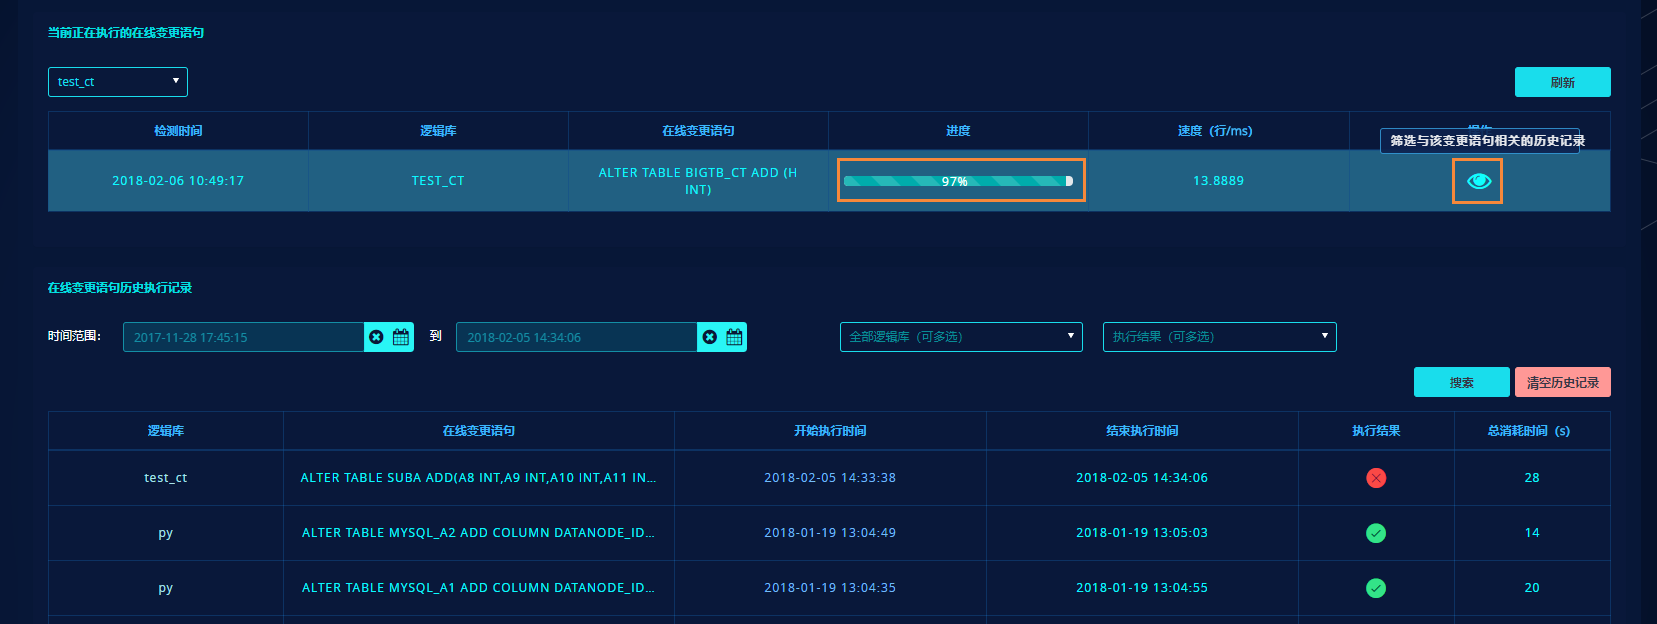 当前正在执行的在线变更语句
test_ct
刷新
检测时间 逻辑库 在线变更语句 进度 速度（行/ms）
筛选与该变更语句相关的历史记录
2018-02-06 10:49:17 TEST_CT ALTER TABLE BIGTB_CT ADD (H 97% 13.8889
INT)
在线变更语句历史执行记录
时间范围： 2017-11-28 17:45:15 到 2018-02-05 14:34:06 全部逻辑库（可多选） 执行结果（可多选）
搜索 清空历史记录
逻辑库 在线变更语句 开始执行时间 结束执行时间 执行结果 总消耗时间（s）
test_ct ALTER TABLE SUBA ADD(A8 INT,A9 INT,A10 INT,A11 IN... 2018-02-05 14:33:38 2018-02-05 14:34:06 28
py ALTER TABLE MYSQL_A2 ADD COLUMN DATANODE_ID... 2018-01-19 13:04:49 2018-01-19 13:05:03 14
py ALTER TABLE MYSQL_A1 ADD COLUMN DATANODE_ID... 2018-01-19 13:04:35 2018-01-19 13:04:55 20